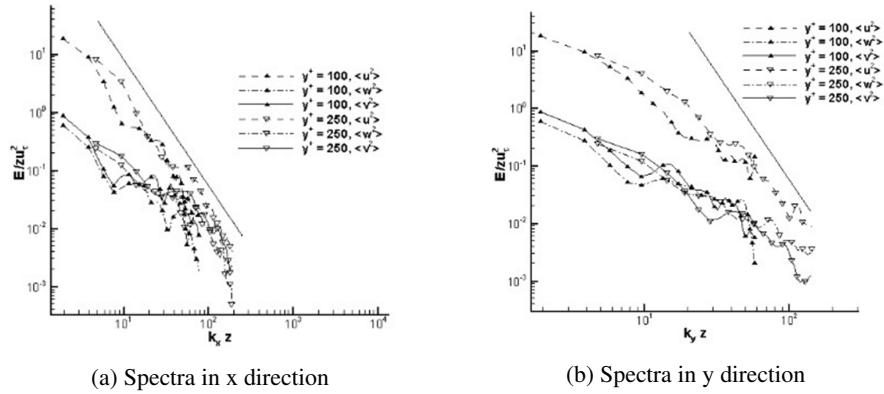 10¹
10⁰
10⁻¹
10⁻²
10⁻³
E/zu²τ
10¹
10²
10³
10⁴
kₓ z
y⁺ = 100, <u²>
y⁺ = 100, <w²>
y⁺ = 100, <v²>
y⁺ = 250, <u²>
y⁺ = 250, <w²>
y⁺ = 250, <v²>
(a) Spectra in x direction
10¹
10⁰
10⁻¹
10⁻²
10⁻³
E/zu²τ
10¹
10²
k_y z
y⁺ = 100, <u²>
y⁺ = 100, <w²>
y⁺ = 100, <v²>
y⁺ = 250, <u²>
y⁺ = 250, <w²>
y⁺ = 250, <v²>
(b) Spectra in y direction